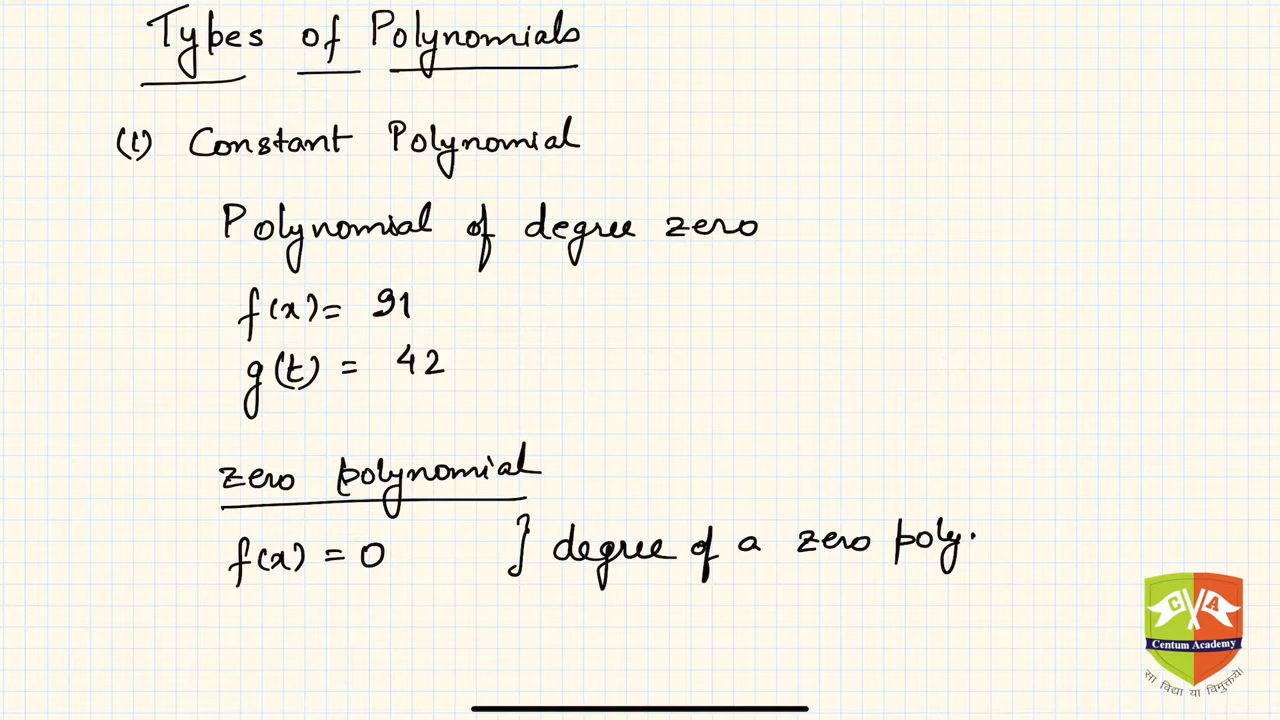 Types of Polynomials
(1) Constant Polynomial
Polynomial of degree zero
f(x) = 91
g(t) = 42
zero polynomial
f(x) = 0 } degree of a zero poly.
C A
Centum Academy
सा विद्या या विमुक्तये।